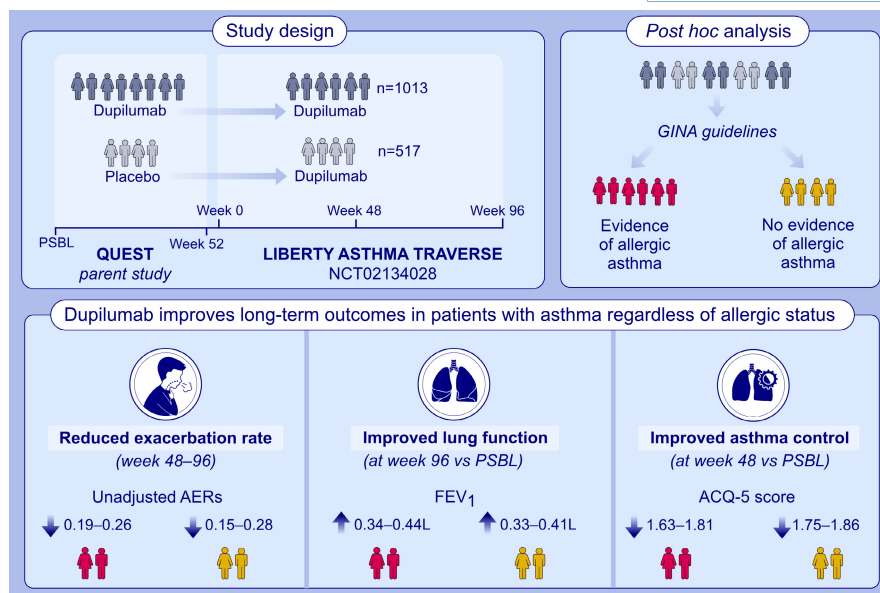 Study design
Dupilumab
Dupilumab
n=1013
Placebo
Dupilumab
n=517
Week 0
Week 48
Week 96
PSBL
Week 52
QUEST
parent study
LIBERTY ASTHMA TRAVERSE
NCT02134028
Post hoc analysis
GINA guidelines
Evidence
of allergic
asthma
No evidence
of allergic
asthma
Dupilumab improves long-term outcomes in patients with asthma regardless of allergic status
Reduced exacerbation rate
(week 48–96)
Unadjusted AERs
0.19–0.26
0.15–0.28
Improved lung function
(at week 96 vs PSBL)
FEV1
0.34–0.44L
0.33–0.41L
Improved asthma control
(at week 48 vs PSBL)
ACQ-5 score
1.63–1.81
1.75–1.86